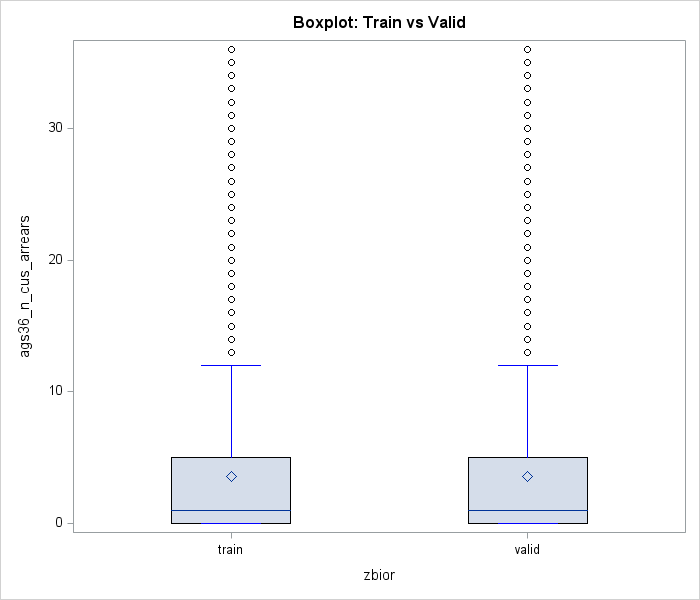 Boxplot: Train vs Valid
ags36_n_cus_arrears
30
20
10
0
train
valid
zbior